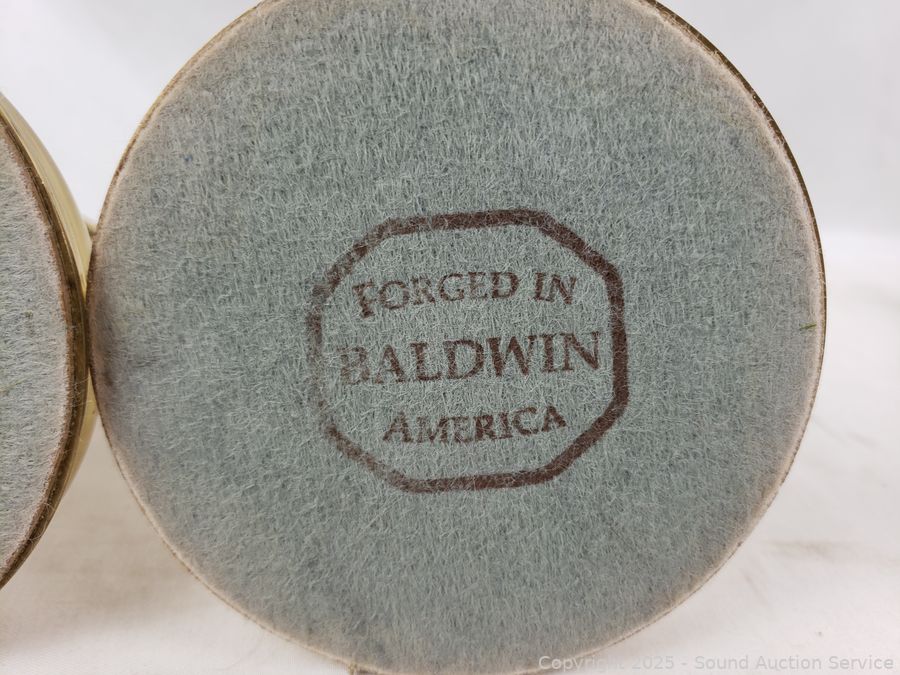 FORGED IN
BALDWIN
AMERICA
Copyright 2025 - Sound Auction Service